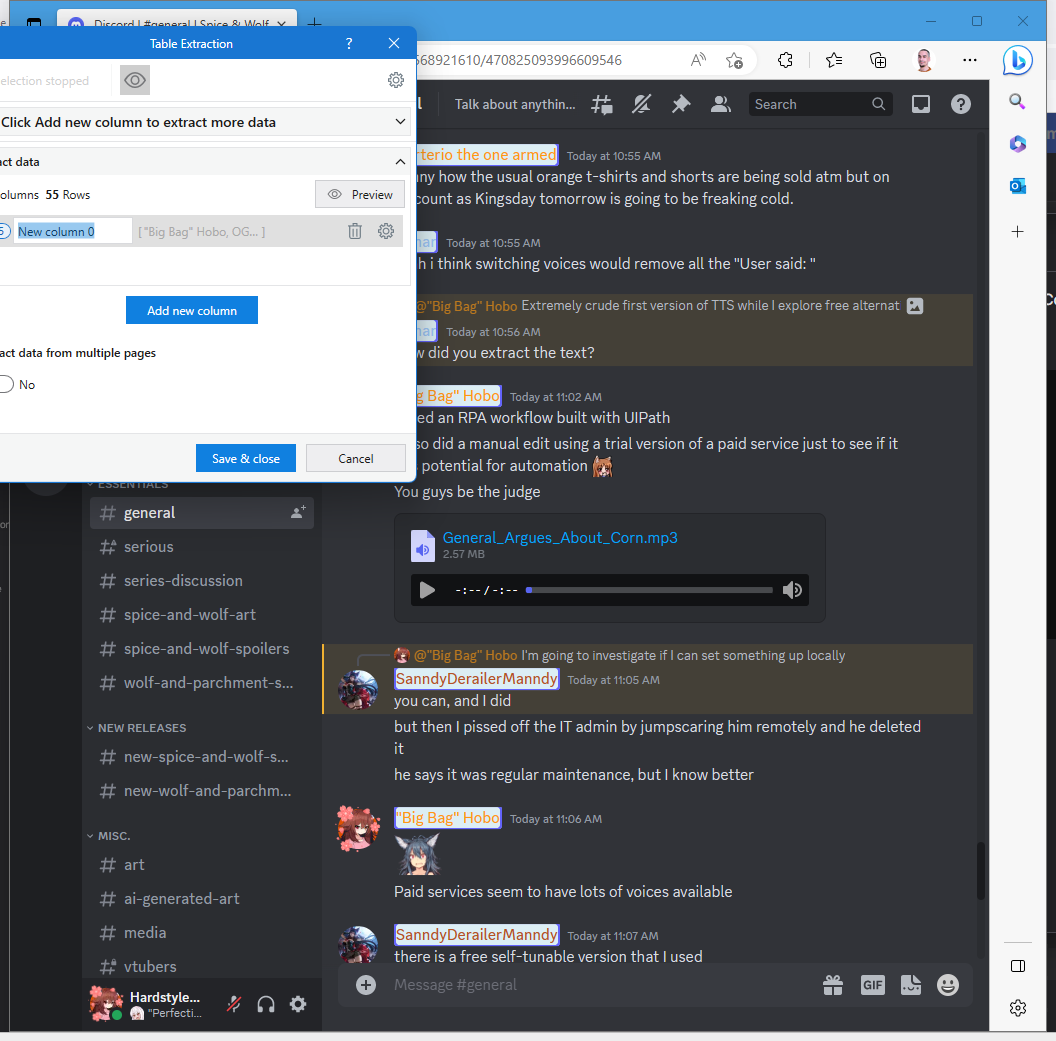 Discord | #general | Spice & Wolf
Table Extraction
?
568921610/470825093996609546
election stopped
Click Add new column to extract more data
Talk about anythin...
Search
ct data
olumns 55 Rows
Preview
New column 0
[ "Big Bag" Hobo, OG... ]
Add new column
act data from multiple pages
No
Save & close
Cancel
rterio the one armed Today at 10:55 AM
nny how the usual orange t-shirts and shorts are being sold atm but on
count as Kingsday tomorrow is going to be freaking cold.
Today at 10:55 AM
h i think switching voices would remove all the "User said: "
@"Big Bag" Hobo Extremely crude first version of TTS while I explore free alternat
Today at 10:56 AM
w did you extract the text?
g Bag" Hobo Today at 11:02 AM
ed an RPA workflow built with UIPath
so did a manual edit using a trial version of a paid service just to see if it
potential for automation
You guys be the judge
General_Argues_About_Corn.mp3
2.57 MB
-:-- / -:--
@"Big Bag" Hobo I'm going to investigate if I can set something up locally
SanndyDerailerManndy Today at 11:05 AM
you can, and I did
but then I pissed off the IT admin by jumpscaring him remotely and he deleted
it
he says it was regular maintenance, but I know better
"Big Bag" Hobo Today at 11:06 AM
Paid services seem to have lots of voices available
SanndyDerailerManndy Today at 11:07 AM
there is a free self-tunable version that I used
Message #general
GIF
ESSENTIALS
general
serious
series-discussion
spice-and-wolf-art
spice-and-wolf-spoilers
wolf-and-parchment-s...
NEW RELEASES
new-spice-and-wolf-s...
new-wolf-and-parchm...
MISC.
art
ai-generated-art
media
vtubers
Hardstyle...
"Perfecti...